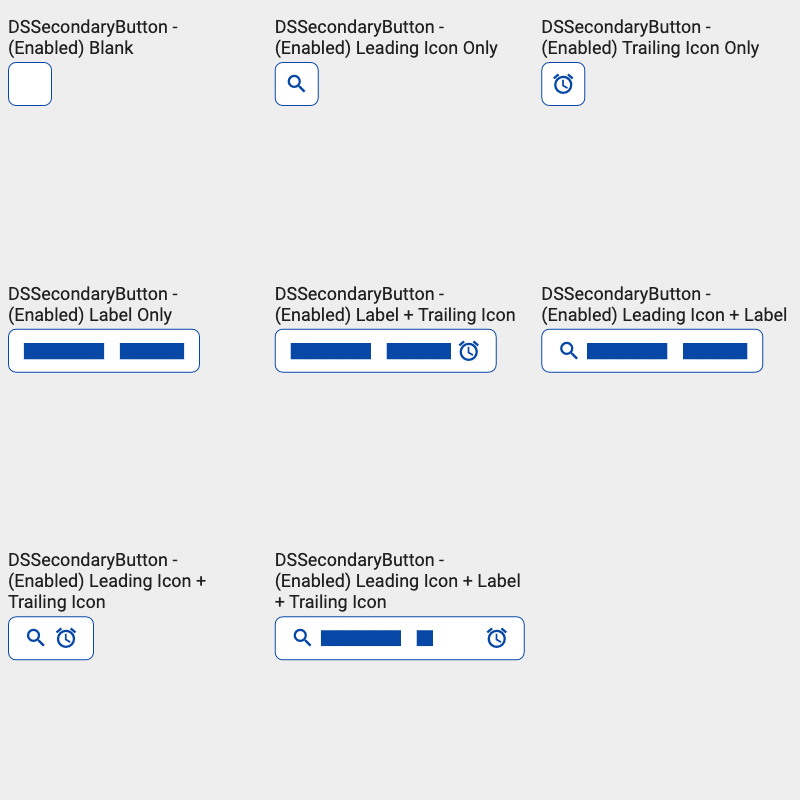 DSSecondaryButton -
(Enabled) Blank
DSSecondaryButton -
(Enabled) Leading Icon Only
DSSecondaryButton -
(Enabled) Trailing Icon Only
DSSecondaryButton -
(Enabled) Label Only
DSSecondaryButton -
(Enabled) Label + Trailing Icon
DSSecondaryButton -
(Enabled) Leading Icon + Label
DSSecondaryButton -
(Enabled) Leading Icon +
Trailing Icon
DSSecondaryButton -
(Enabled) Leading Icon + Label
+ Trailing Icon